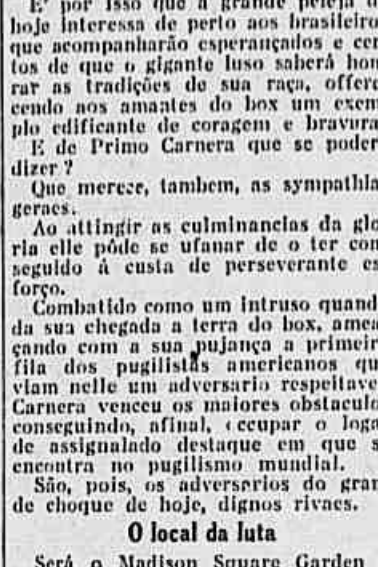 E' por isso que a grande peleja de
hoje interessa de perto aos brasileiro
que acompanharão esperançados e cer
tos de que o gigante luso saberá hon
rar as tradições de sua raça, offere
cendo aos amantes do box um exem
plo edificante de coragem e bravura
E de Primo Carnera que se poder
dizer?
Que merece, tambem, as sympathia
geraes.
Ao attingir as culminancias da glo
ria elle póde se ufanar de o ter con
seguido á custa de perseverante es
forço.
Combatido como um intruso quand
da sua chegada a terra do box, amea
çando com a sua pujança a primeir
fila dos pugilistas americanos qu
viam nelle um adversario respeitave
Carnera venceu os maiores obstaculo
conseguindo, afinal, occupar o loga
de assignalado destaque em que s
encontra no pugilismo mundial.
São, pois, os adversarios do gran
de choque de hoje, dignos rivaes.
O local da luta
Será o Madison Square Garden